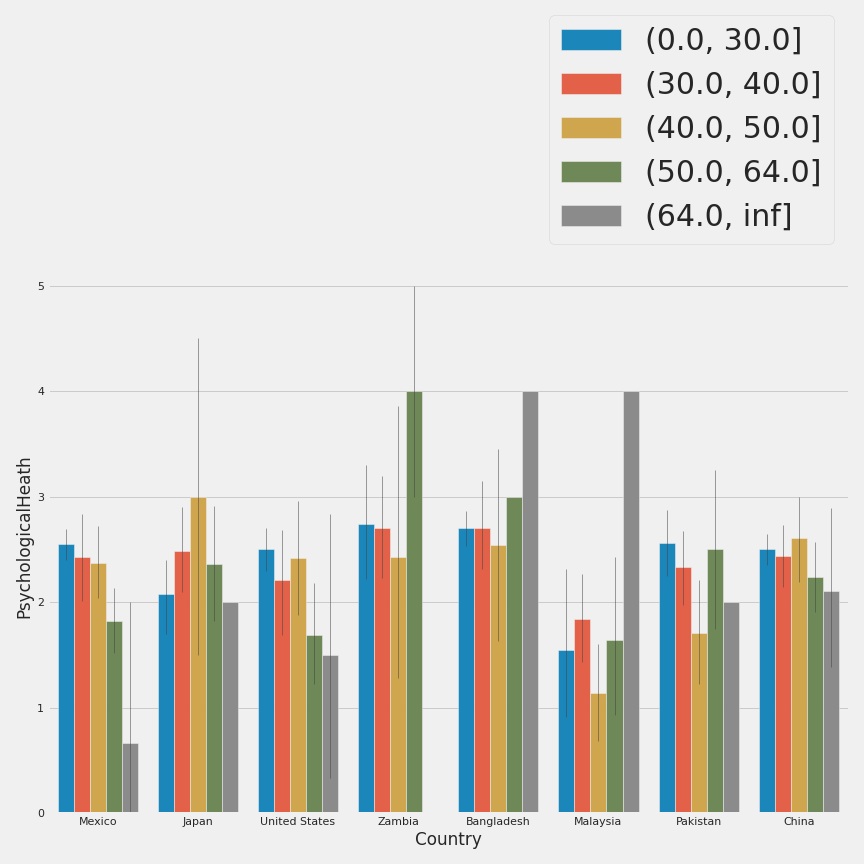 (0.0, 30.0]
(30.0, 40.0]
(40.0, 50.0]
(50.0, 64.0]
(64.0, inf]
5
4
3
2
1
0
PsychologicalHeath
Mexico Japan United States Zambia Bangladesh Malaysia Pakistan China
Country